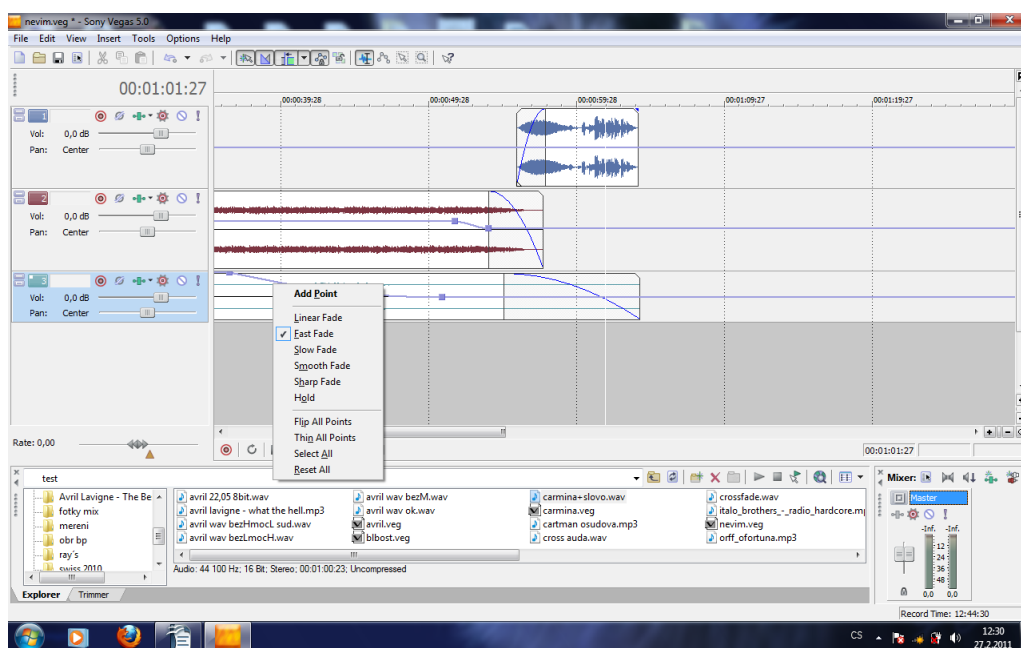 nevim.veg * - Sony Vegas 5.0
File Edit View Insert Tools Options Help
00:01:01:27
00:00:39:28 00:00:49:28 00:00:59:28 00:01:09:27 00:01:19:27
1
Vol: 0,0 dB
Pan: Center
2
Vol: 0,0 dB
Pan: Center
3
Vol: 0,0 dB
Pan: Center
Add Point
Linear Fade
Fast Fade
Slow Fade
Smooth Fade
Sharp Fade
Hold
Flip All Points
Thin All Points
Select All
Reset All
Rate: 0,00
00:01:01:27
test
Avril Lavigne - The Be
fotky mix
mereni
obr bp
ray´s
swiss 2010
avril 22,05 8bit.wav
avril lavigne - what the hell.mp3
avril wav bezHmocL sud.wav
avril wav bezLmocH.wav
avril wav bezM.wav
avril wav ok.wav
avril.veg
blbost.veg
carmina+slovo.wav
carmina.veg
cartman osudova.mp3
cross auda.wav
crossfade.wav
italo_brothers_-_radio_hardcore.m
nevim.veg
orff_ofortuna.mp3
Audio: 44 100 Hz; 16 Bit; Stereo; 00:01:00:23; Uncompressed
Explorer Trimmer
Mixer:
Master
-Inf. -Inf.
12
24
36
48
0,0 0,0
Record Time: 12:44:30
CS
12:30
27.2.2011